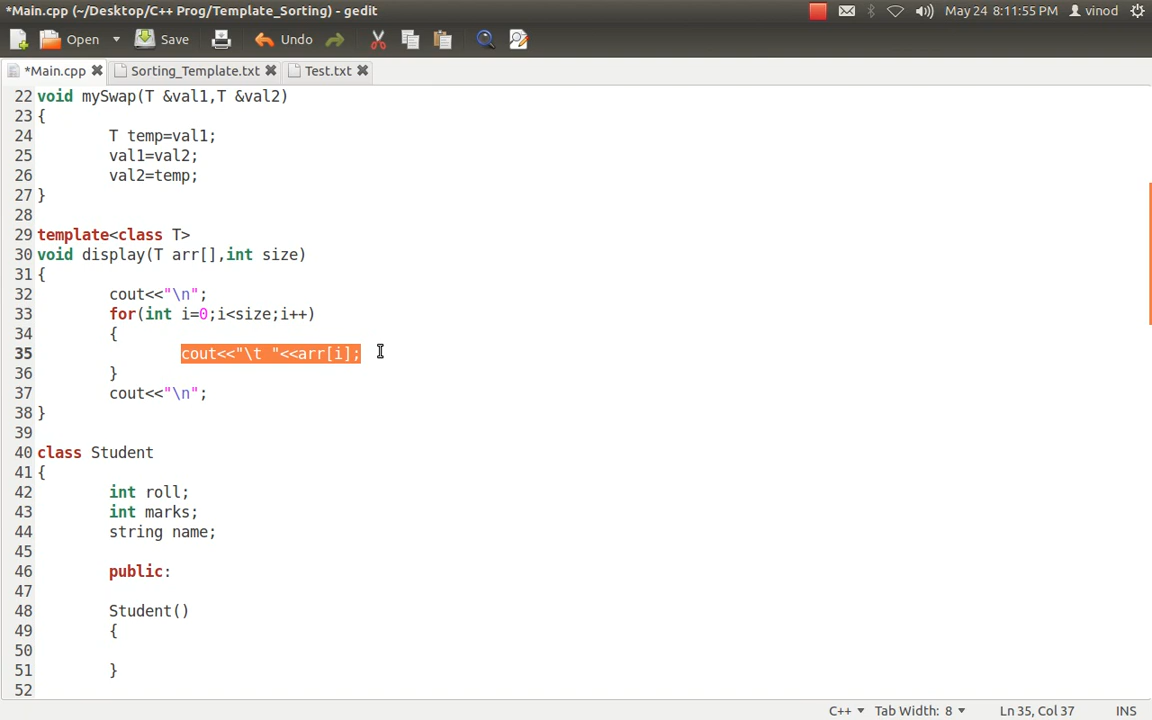 *Main.cpp (~/Desktop/C++ Prog/Template_Sorting) - gedit
May 24 8:11:55 PM vinod
Open Save Undo
*Main.cpp Sorting_Template.txt Test.txt
22 void mySwap(T &val1,T &val2)
23 {
24 T temp=val1;
25 val1=val2;
26 val2=temp;
27 }
28
29 template<class T>
30 void display(T arr[],int size)
31 {
32 cout<<"\n";
33 for(int i=0;i<size;i++)
34 {
35 cout<<"\t "<<arr[i];
36 }
37 cout<<"\n";
38 }
39
40 class Student
41 {
42 int roll;
43 int marks;
44 string name;
45
46 public:
47
48 Student()
49 {
50
51 }
52
C++ Tab Width: 8 Ln 35, Col 37 INS